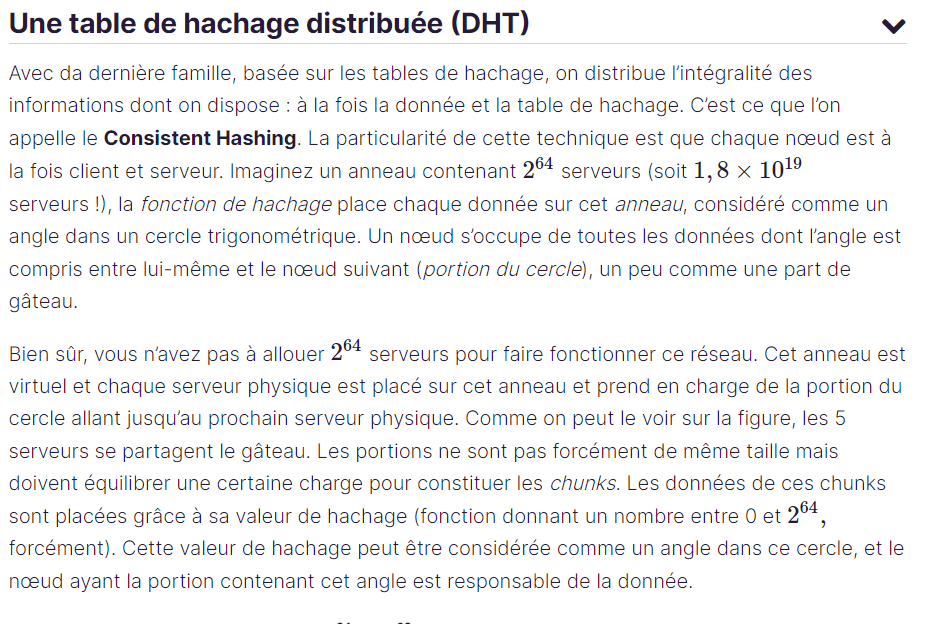 Une table de hachage distribuée (DHT)
Avec da dernière famille, basée sur les tables de hachage, on distribue l’intégralité des
informations dont on dispose : à la fois la donnée et la table de hachage. C’est ce que l’on
appelle le Consistent Hashing. La particularité de cette technique est que chaque nœud est à
la fois client et serveur. Imaginez un anneau contenant 2^64 serveurs (soit 1, 8 × 10^19
serveurs !), la fonction de hachage place chaque donnée sur cet anneau, considéré comme un
angle dans un cercle trigonométrique. Un nœud s’occupe de toutes les données dont l’angle est
compris entre lui-même et le nœud suivant (portion du cercle), un peu comme une part de
gâteau.
Bien sûr, vous n’avez pas à allouer 2^64 serveurs pour faire fonctionner ce réseau. Cet anneau est
virtuel et chaque serveur physique est placé sur cet anneau et prend en charge de la portion du
cercle allant jusqu’au prochain serveur physique. Comme on peut le voir sur la figure, les 5
serveurs se partagent le gâteau. Les portions ne sont pas forcément de même taille mais
doivent équilibrer une certaine charge pour constituer les chunks. Les données de ces chunks
sont placées grâce à sa valeur de hachage (fonction donnant un nombre entre 0 et 2^64,
forcément). Cette valeur de hachage peut être considérée comme un angle dans ce cercle, et le
nœud ayant la portion contenant cet angle est responsable de la donnée.